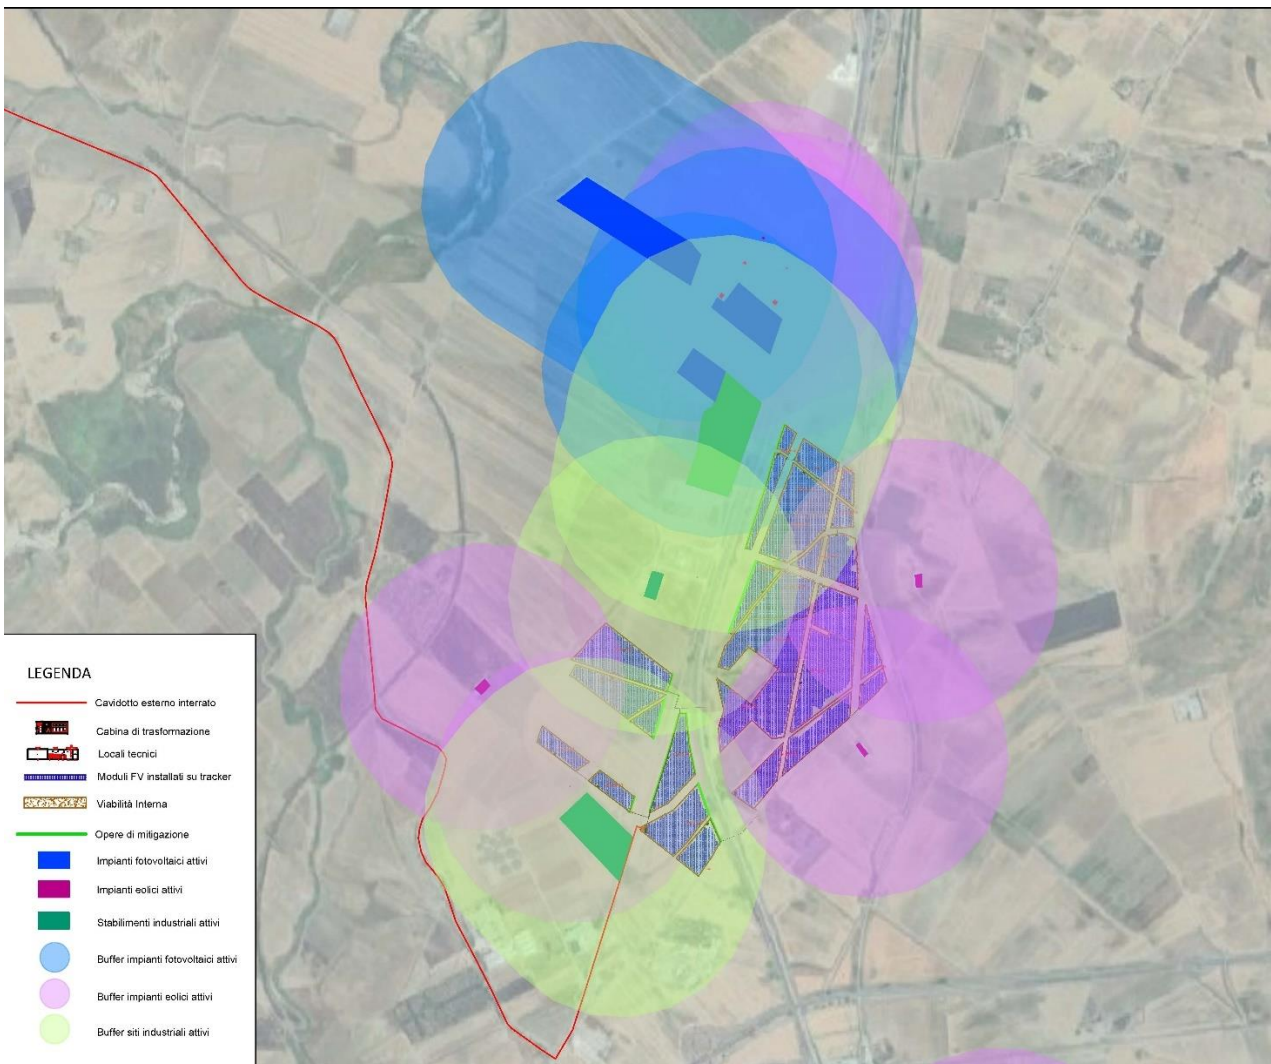 LEGENDA
Cavidotto esterno interrato
Cabina di trasformazione
Locali tecnici
Moduli FV installati su tracker
Viabilità Interna
Opere di mitigazione
Impianti fotovoltaici attivi
Impianti eolici attivi
Stabilimenti industriali attivi
Buffer impianti fotovoltaici attivi
Buffer impianti eolici attivi
Buffer siti industriali attivi